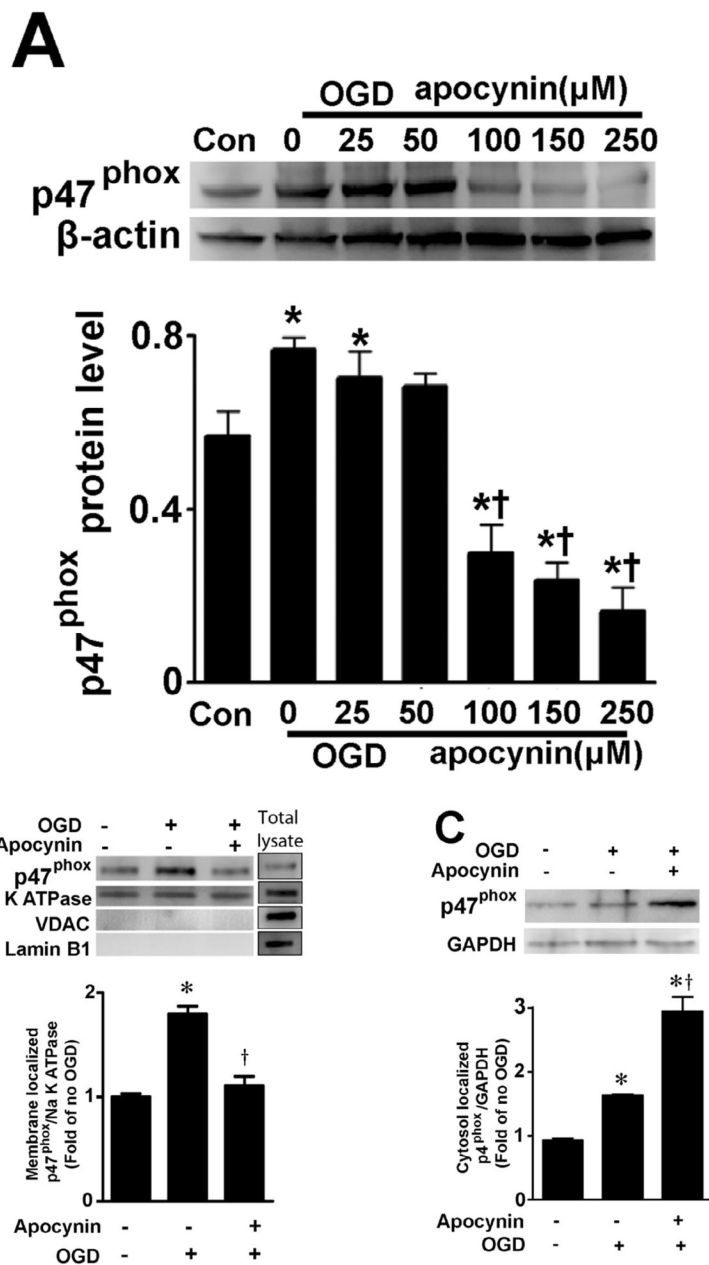 A
OGD apocynin(µM)
Con 0 25 50 100 150 250
p47phox
β-actin
p47phox protein level
0.8
0.4
0
* * *† *† *†
Con 0 25 50 100 150 250
OGD apocynin(µM)
OGD - + +
Apocynin - - +
Total
lysate
p47phox
K ATPase
VDAC
Lamin B1
Membrane localized
p47phox/Na K ATPase
(Fold of no OGD)
2
1
0
* †
Apocynin - - +
OGD - + +
C
OGD - + +
Apocynin - - +
p47phox
GAPDH
Cytosol localized
p4phox/GAPDH
(Fold of no OGD)
3
2
1
0
* *†
Apocynin - - +
OGD - + +